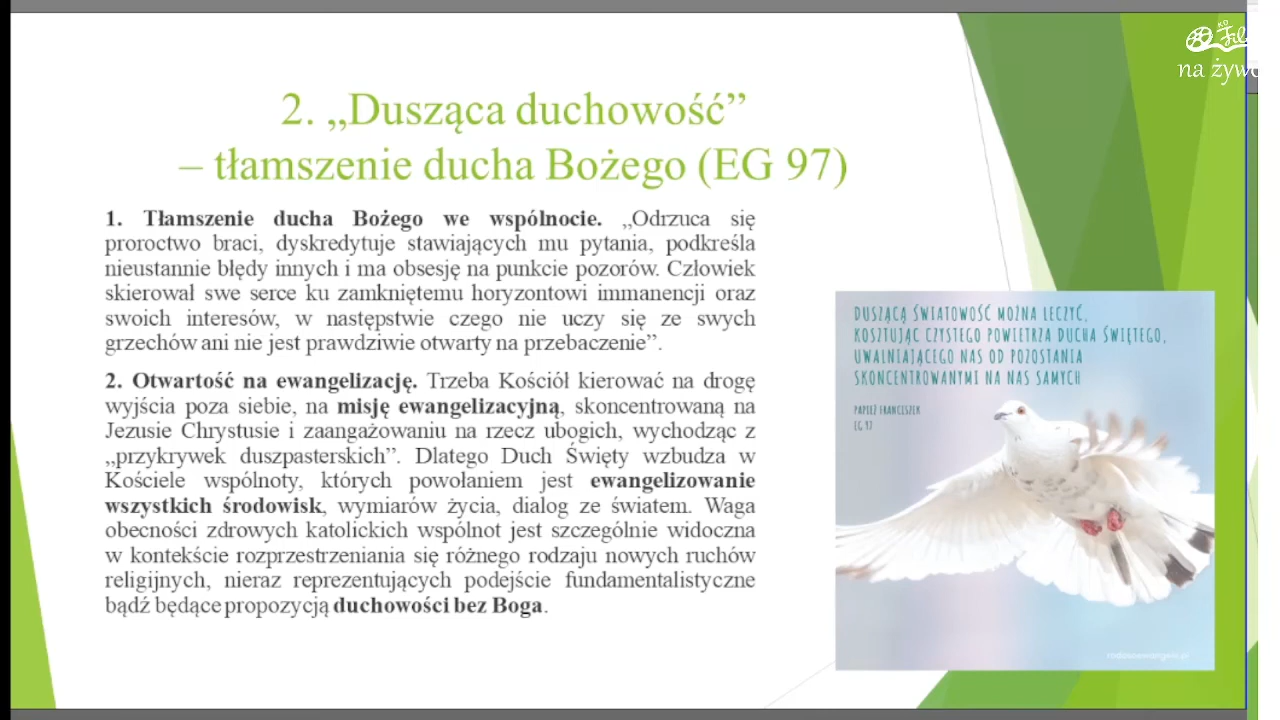 2. „Dusząca duchowość”
– tłamszenie ducha Bożego (EG 97)
1. Tłamszenie ducha Bożego we wspólnocie. „Odrzuca się
proroctwo braci, dyskredytuje stawiających mu pytania, podkreśla
nieustannie błędy innych i ma obsesję na punkcie pozorów. Człowiek
skierował swe serce ku zamkniętemu horyzontowi immanencji oraz
swoich interesów, w następstwie czego nie uczy się ze swych
grzechów ani nie jest prawdziwie otwarty na przebaczenie”.
2. Otwartość na ewangelizację. Trzeba Kościół kierować na drogę
wyjścia poza siebie, na misję ewangelizacyjną, skoncentrowaną na
Jezusie Chrystusie i zaangażowaniu na rzecz ubogich, wychodząc z
„przykrywek duszpasterskich”. Dlatego Duch Święty wzbudza w
Kościele wspólnoty, których powołaniem jest ewangelizowanie
wszystkich środowisk, wymiarów życia, dialog ze światem. Waga
obecności zdrowych katolickich wspólnot jest szczególnie widoczna
w kontekście rozprzestrzeniania się różnego rodzaju nowych ruchów
religijnych, nieraz reprezentujących podejście fundamentalistyczne
bądź będące propozycją duchowości bez Boga.
DUSZĄCĄ ŚWIATOWOŚĆ MOŻNA LECZYĆ,
KOSZTUJĄC CZYSTEGO POWIETRZA DUCHA ŚWIĘTEGO,
UWALNIAJĄCEGO NAS OD POZOSTANIA
SKONCENTROWANYMI NA NAS SAMYCH
PAPIEŻ FRANCISZEK
EG 97
na żywo